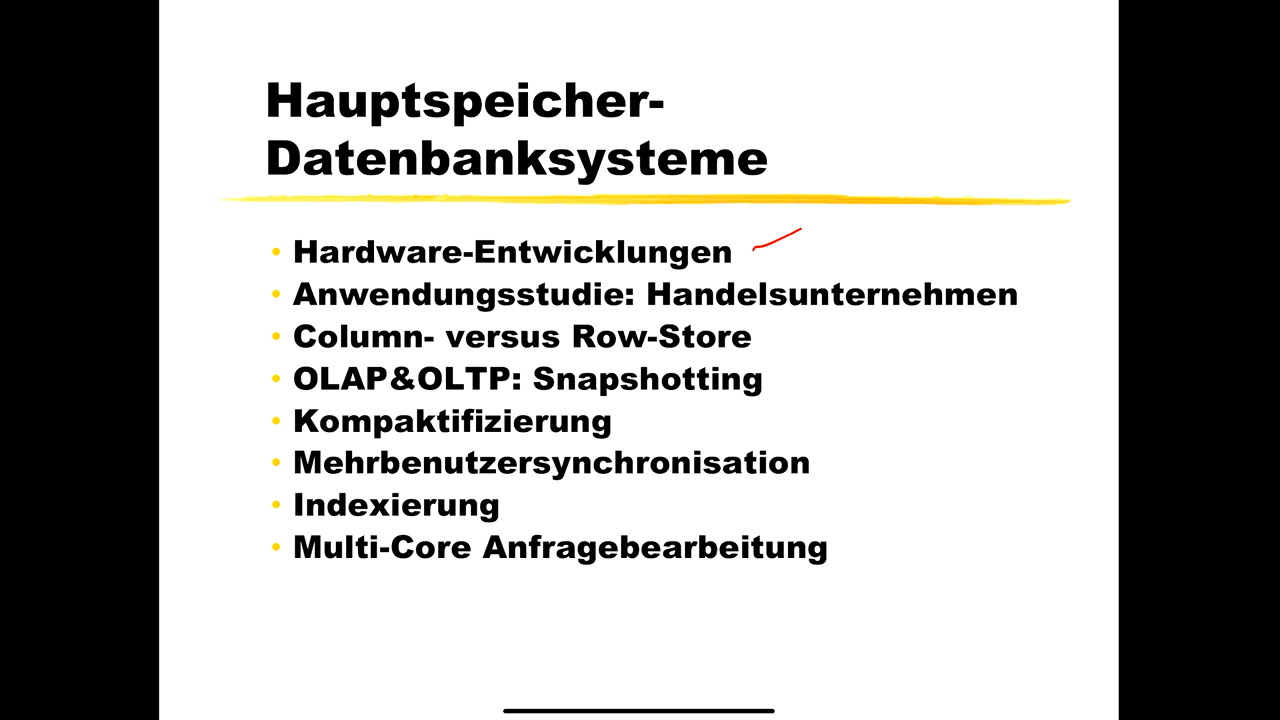 Hauptspeicher-
Datenbanksysteme
• Hardware-Entwicklungen
• Anwendungsstudie: Handelsunternehmen
• Column- versus Row-Store
• OLAP&OLTP: Snapshotting
• Kompaktifizierung
• Mehrbenutzersynchronisation
• Indexierung
• Multi-Core Anfragebearbeitung